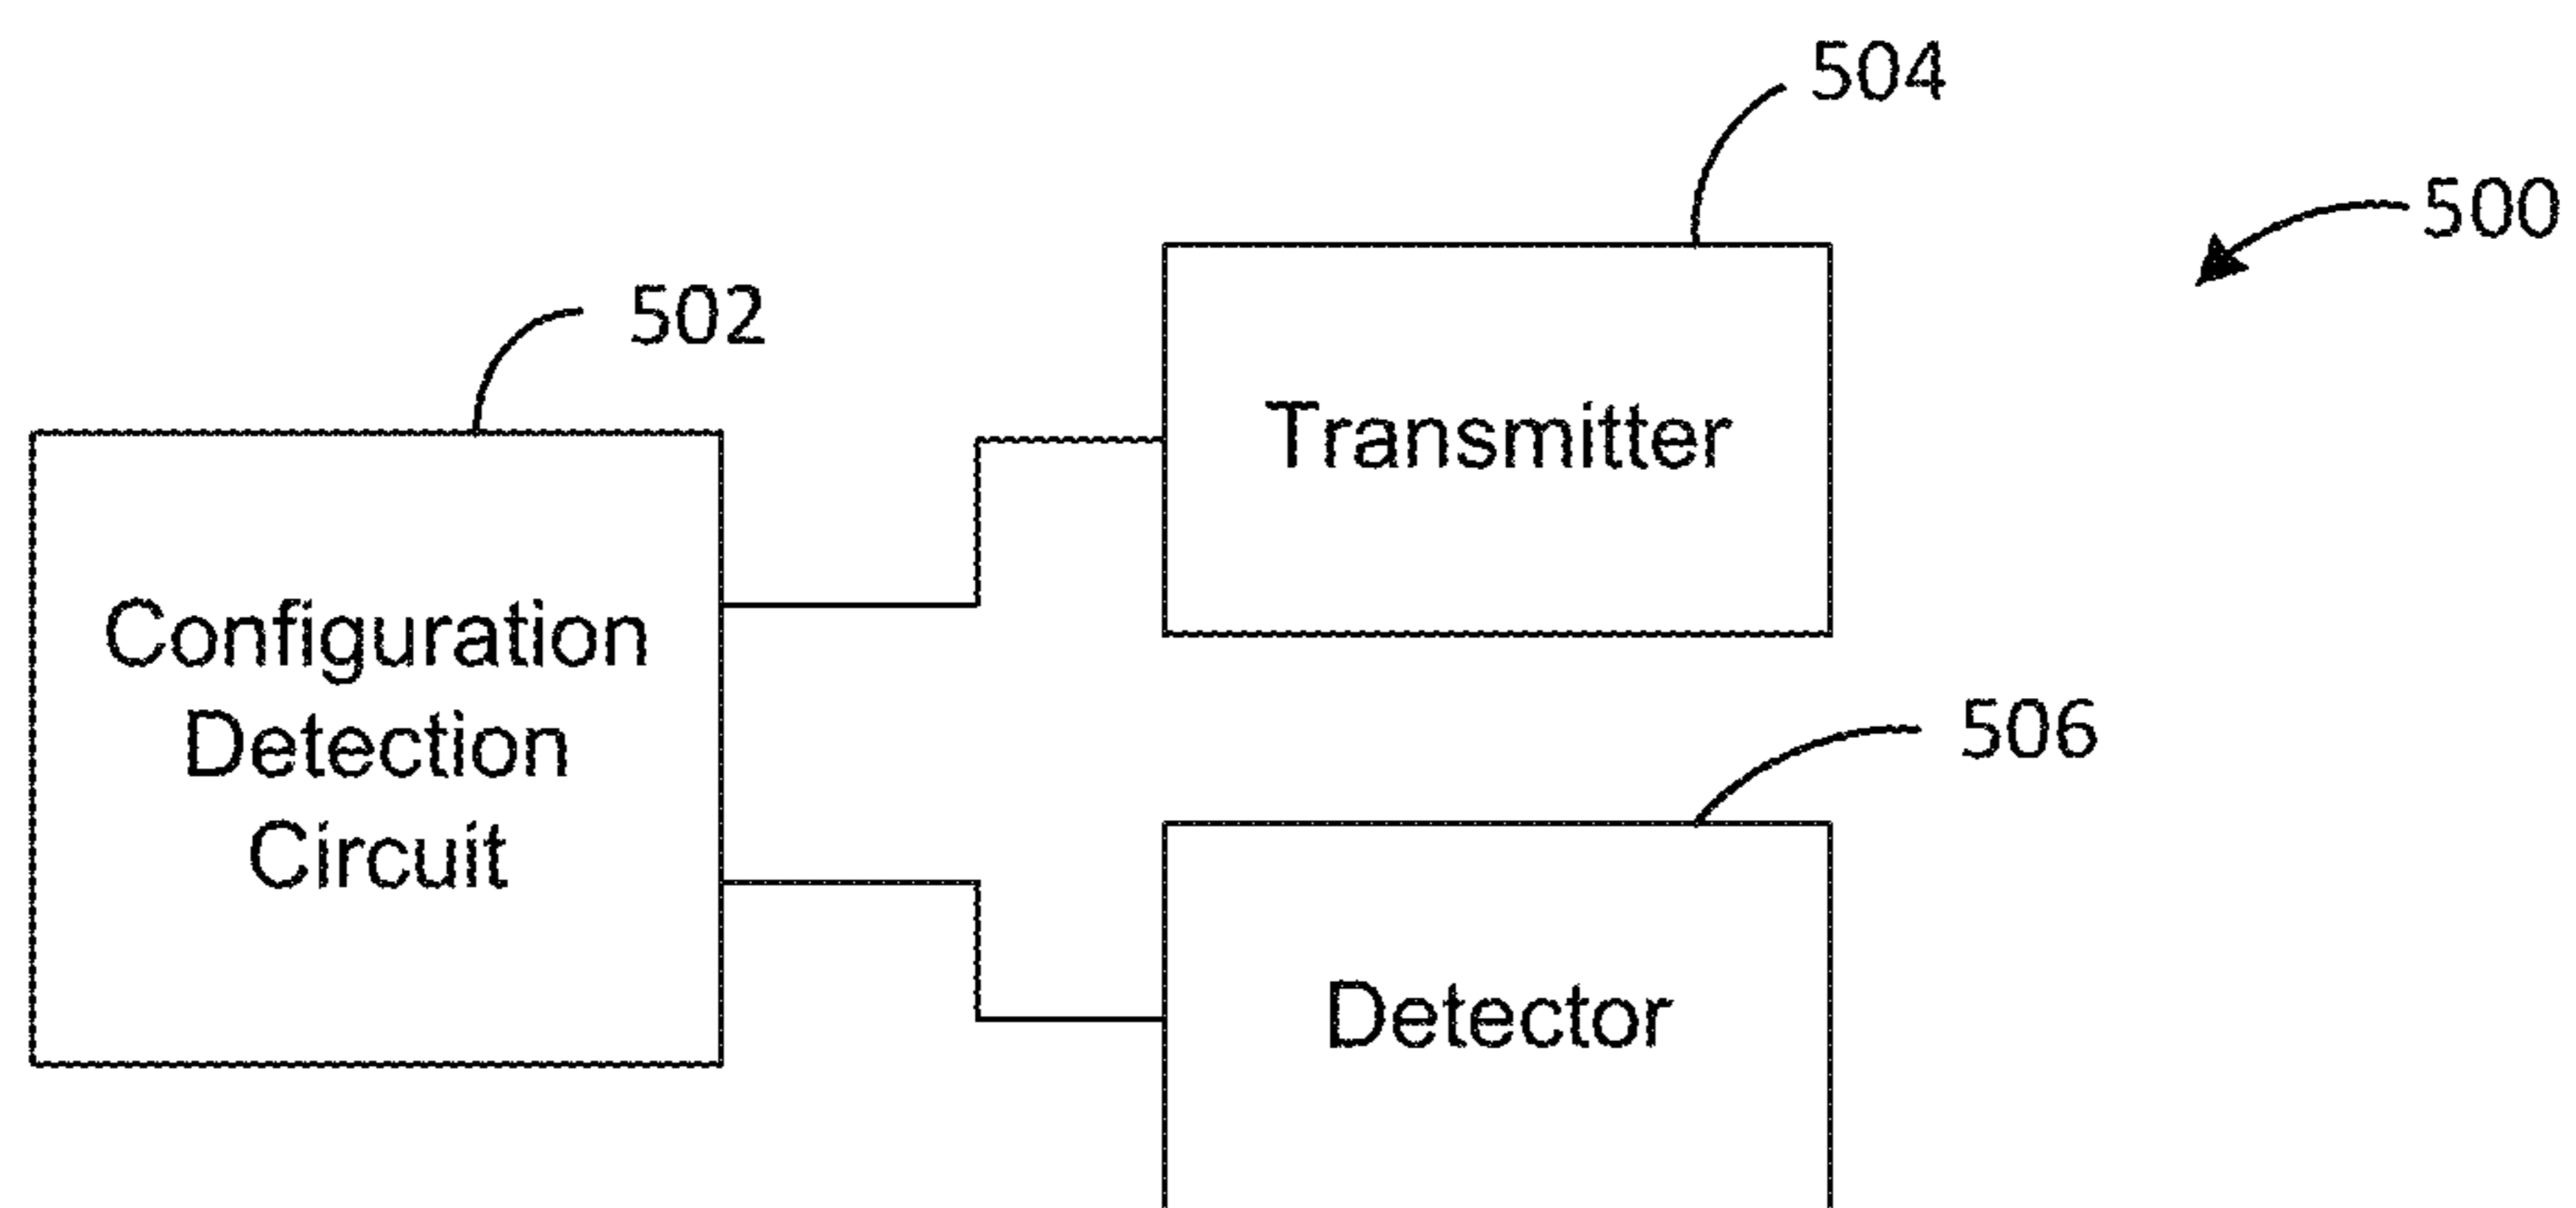 504
500
502
Transmitter
Configuration
Detection
Circuit
506
Detector